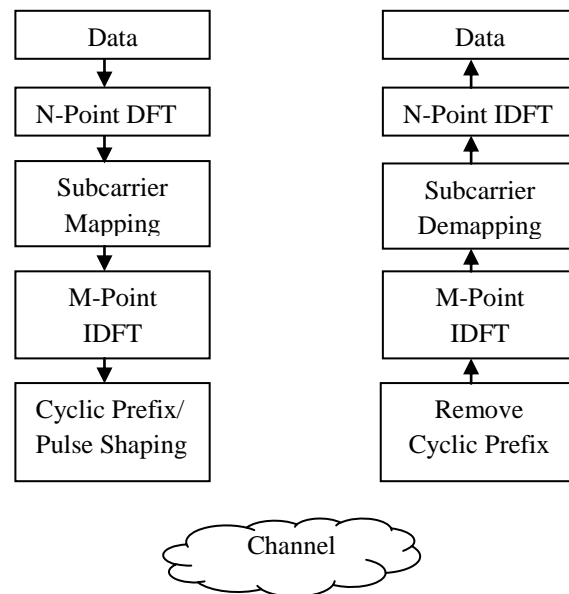 Data
N-Point DFT
Subcarrier
Mapping
M-Point
IDFT
Cyclic Prefix/
Pulse Shaping
Data
N-Point IDFT
Subcarrier
Demapping
M-Point
IDFT
Remove
Cyclic Prefix
Channel